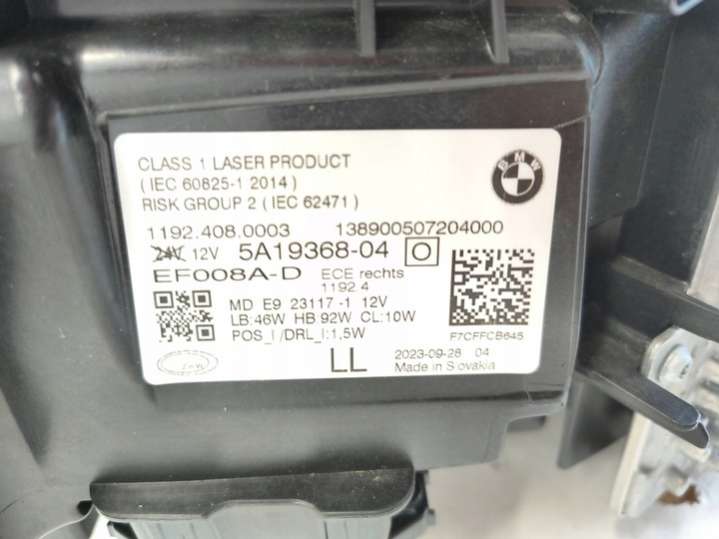 CLASS 1 LASER PRODUCT
( IEC 60825-1 2014 )
RISK GROUP 2 ( IEC 62471 )
BMW
1192.408.0003 138900507204000
24V 12V 5A19368-04 O
EF008A-D ECE rechts
1192.4
MD E9 23117 -1 12V
LB:46W HB:92W CL:10W
POS_I /DRL_I:1,5W
F7CFFCB645
LL 2023-09-28 04
Made in Slovakia